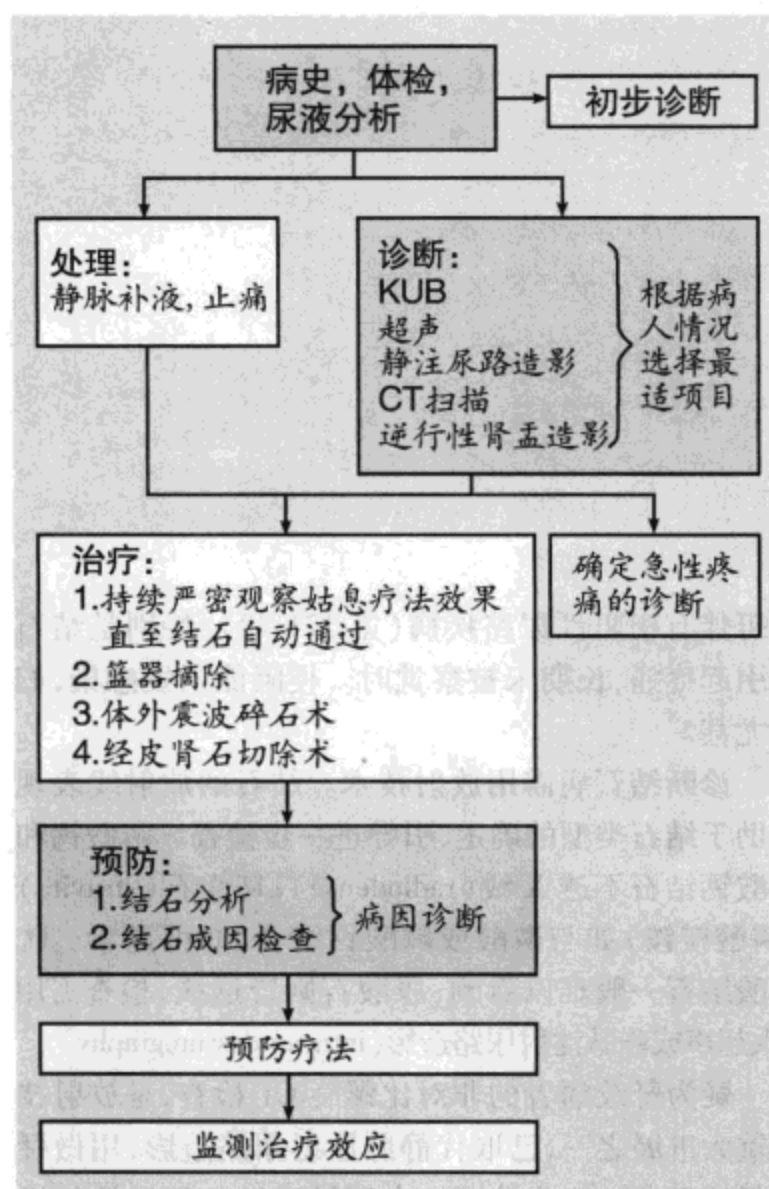 病史，体检，
尿液分析
初步诊断
处理：
静脉补液，止痛
诊断：
KUB
超声
静注尿路造影
CT扫描
逆行性肾盂造影
根据病
人情况
选择最
适项目
治疗：
1.持续严密观察姑息疗法效果
直至结石自动通过
2.篮器摘除
3.体外震波碎石术
4.经皮肾石切除术
确定急性疼
痛的诊断
预防：
1.结石分析
2.结石成因检查
病因诊断
预防疗法
监测治疗效应